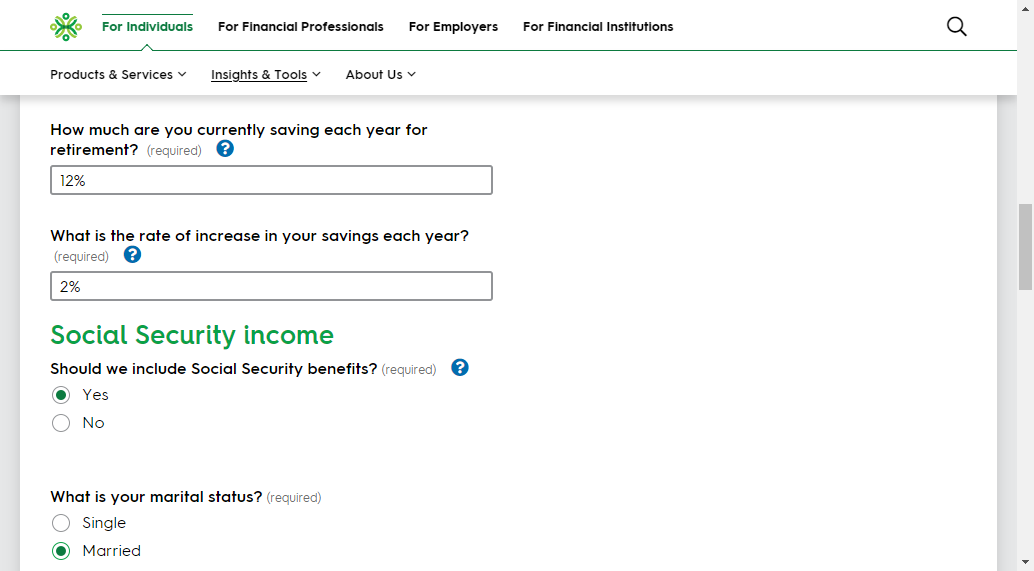 For Individuals For Financial Professionals For Employers For Financial Institutions
Products & Services Insights & Tools About Us
How much are you currently saving each year for
retirement? (required) ?
12%
What is the rate of increase in your savings each year?
(required) ?
2%
Social Security income
Should we include Social Security benefits? (required) ?
Yes
No
What is your marital status? (required)
Single
Married